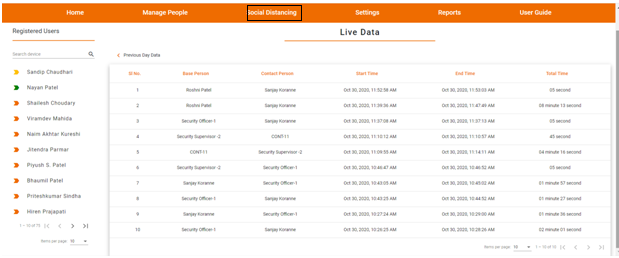 Home Manage People Social Distancing Settings Reports User Guide
Registered Users
Live Data
Search device
Previous Day Data
Sandip Chaudhari
Nayan Patel
Shailesh Choudary
Viramdev Mahida
Naim Akhtar Kureshi
Jitendra Parmar
Piyush S. Patel
Bhaumil Patel
Priteshkumar Sindha
Hiren Prajapati
1 – 10 of 75
Items per page: 10
Sl No. Base Person Contact Person Start Time End Time Total Time
1 Roshni Patel Sanjay Koranne Oct 30, 2020, 11:52:58 AM Oct 30, 2020, 11:53:03 AM 05 second
2 Roshni Patel Sanjay Koranne Oct 30, 2020, 11:39:36 AM Oct 30, 2020, 11:47:49 AM 08 minute 13 second
3 Security Officer-1 Sanjay Koranne Oct 30, 2020, 11:37:08 AM Oct 30, 2020, 11:37:13 AM 05 second
4 Security Supervisor -2 CONT-11 Oct 30, 2020, 11:10:12 AM Oct 30, 2020, 11:10:57 AM 45 second
5 CONT-11 Security Supervisor -2 Oct 30, 2020, 11:09:55 AM Oct 30, 2020, 11:14:11 AM 04 minute 16 second
6 Security Supervisor -2 Security Officer-1 Oct 30, 2020, 10:46:47 AM Oct 30, 2020, 10:46:52 AM 05 second
7 Sanjay Koranne Security Officer-1 Oct 30, 2020, 10:43:05 AM Oct 30, 2020, 10:45:02 AM 01 minute 57 second
8 Security Officer-1 Sanjay Koranne Oct 30, 2020, 10:43:25 AM Oct 30, 2020, 10:44:52 AM 01 minute 27 second
9 Sanjay Koranne Security Officer-1 Oct 30, 2020, 10:27:24 AM Oct 30, 2020, 10:29:00 AM 01 minute 36 second
10 Security Officer-1 Sanjay Koranne Oct 30, 2020, 10:26:25 AM Oct 30, 2020, 10:28:26 AM 02 minute 01 second
Items per page: 10 1 – 10 of 10